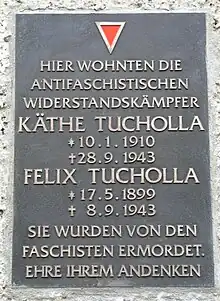 HIER WOHNTEN DIE
ANTIFASCHISTISCHEN
WIDERSTANDSKÄMPFER
KÄTHE TUCHOLLA
* 10.1.1910
† 28.9.1943
FELIX TUCHOLLA
* 17.5.1899
† 8.9.1943
SIE WURDEN VON DEN
FASCHISTEN ERMORDET.
EHRE IHREM ANDENKEN